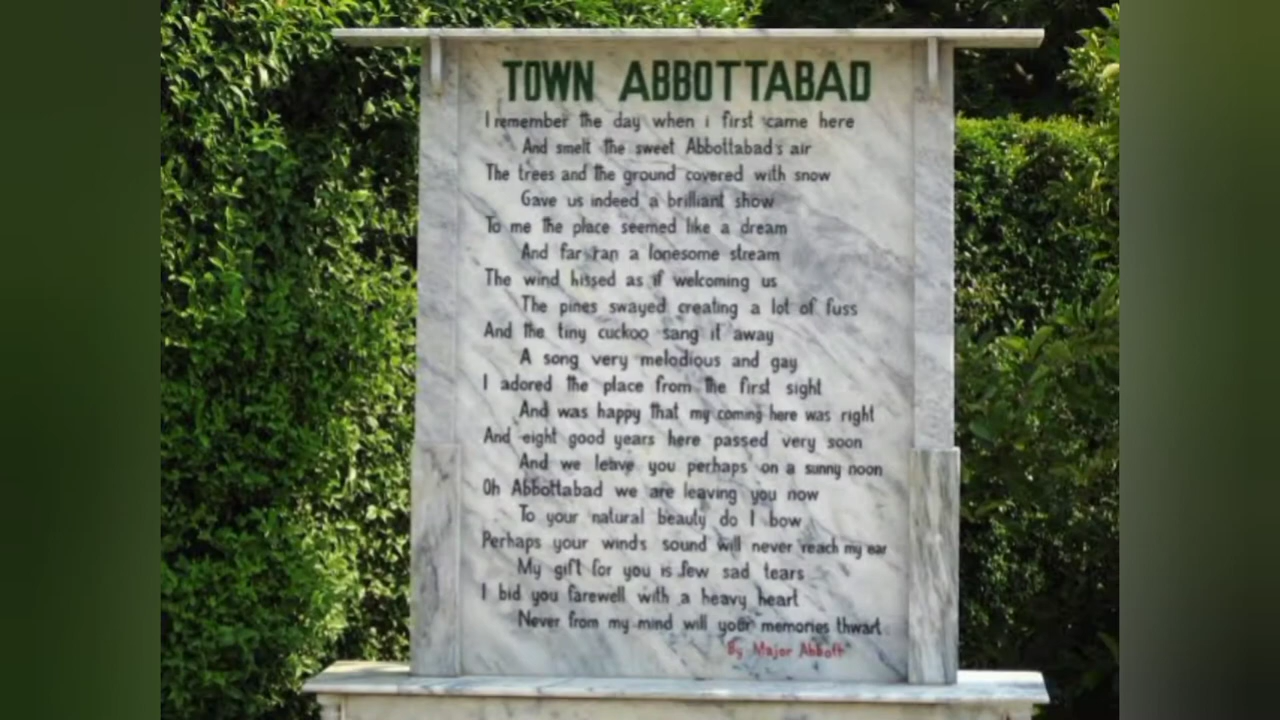 TOWN ABBOTTABAD
I remember the day when i first came here
And smelt the sweet Abbottabad's air
The trees and the ground covered with snow
Gave us indeed a brilliant show
To me the place seemed like a dream
And far ran a lonesome stream
The wind hissed as if welcoming us
The pines swayed creating a lot of fuss
And the tiny cuckoo sang it away
A song very melodious and gay
I adored the place from the first sight
And was happy that my coming here was right
And eight good years here passed very soon
And we leave you perhaps on a sunny noon
Oh Abbottabad we are leaving you now
To your natural beauty do I bow
Perhaps your winds sound will never reach my ear
My gift for you is few sad tears
I bid you farewell with a heavy heart
Never from my mind will your memories thwart
By Major Abbott